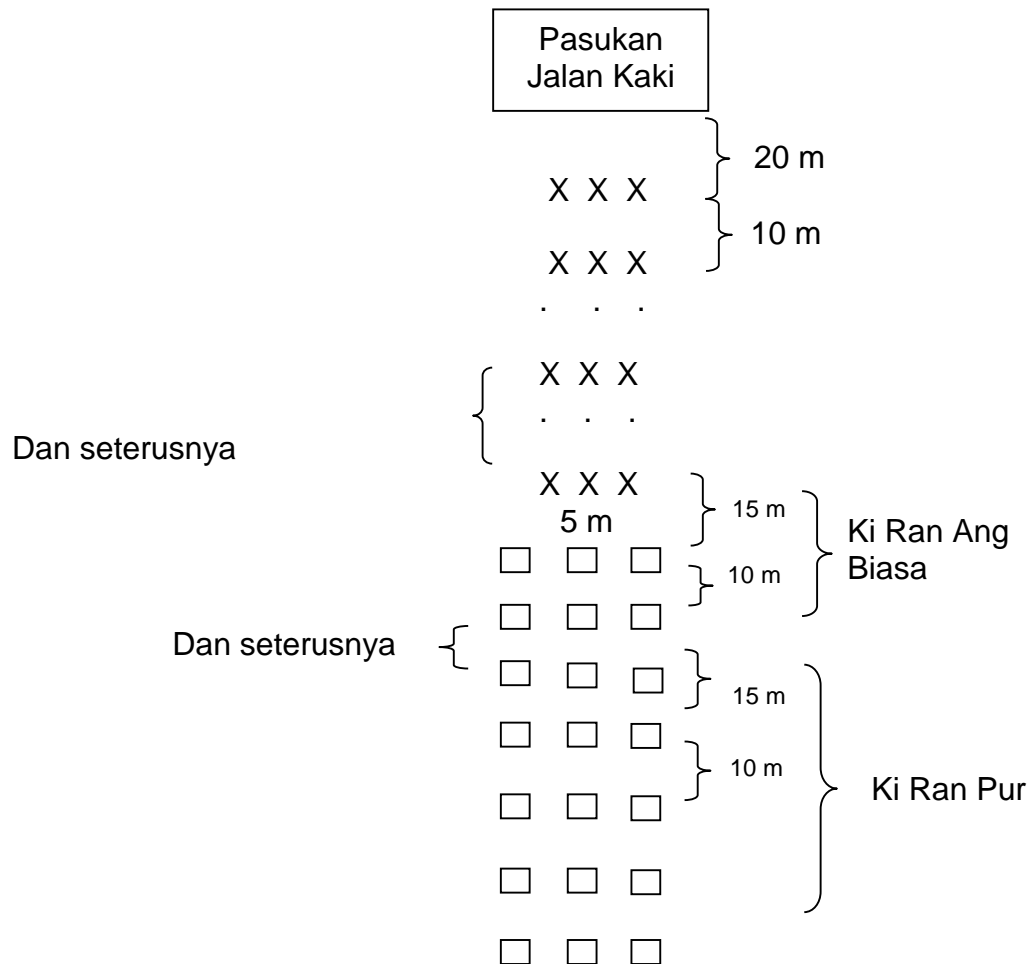 Pasukan
Jalan Kaki
20 m
X X X
10 m
X X X
. . .
X X X
. . .
Dan seterusnya
X X X
15 m
5 m
Ki Ran Ang
Biasa
10 m
Dan seterusnya
15 m
10 m
Ki Ran Pur